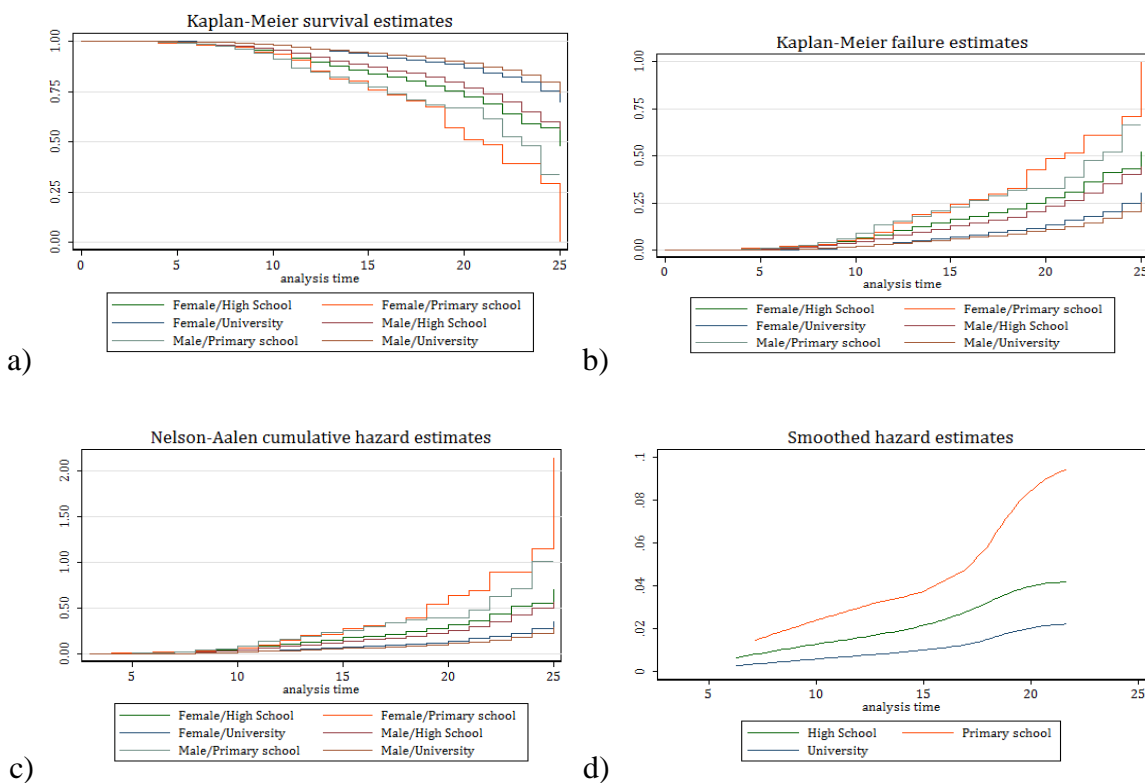 Kaplan-Meier survival estimates
1.00
0.75
0.50
0.25
0.00
0 5 10 15 20 25
analysis time
Female/High School Female/Primary school
Female/University Male/High School
Male/Primary school Male/University
a)
Kaplan-Meier failure estimates
1.00
0.75
0.50
0.25
0.00
0 5 10 15 20 25
analysis time
Female/High School Female/Primary school
Female/University Male/High School
Male/Primary school Male/University
b)
Nelson-Aalen cumulative hazard estimates
2.00
1.50
1.00
0.50
0.00
5 10 15 20 25
analysis time
Female/High School Female/Primary school
Female/University Male/High School
Male/Primary school Male/University
c)
Smoothed hazard estimates
.1
.08
.06
.04
.02
0
5 10 15 20 25
analysis time
High School Primary school
University
d)